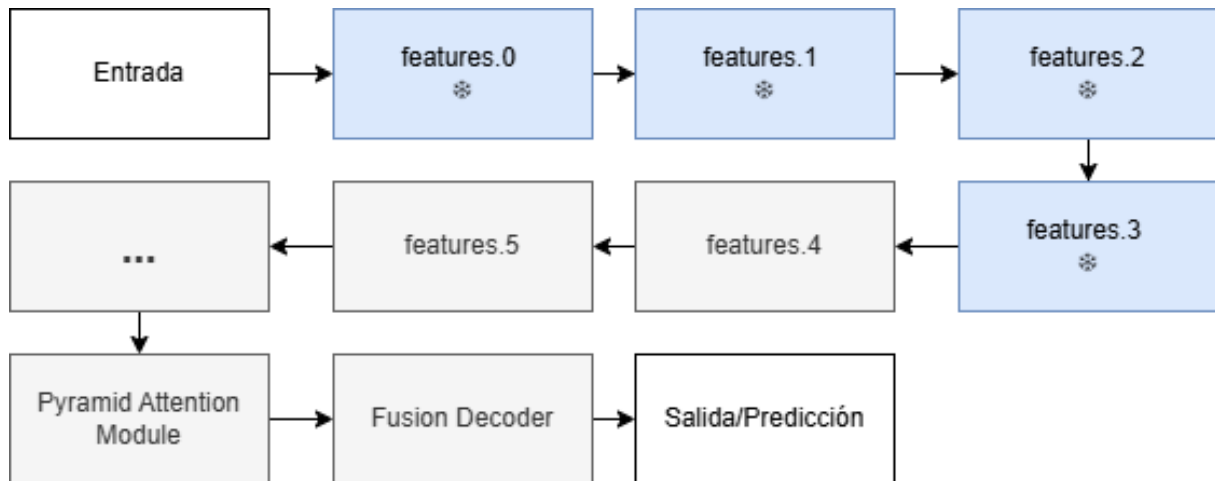 Entrada
features.0
❄
features.1
❄
features.2
❄
features.3
❄
features.4
features.5
...
Pyramid Attention
Module
Fusion Decoder
Salida/Predicción